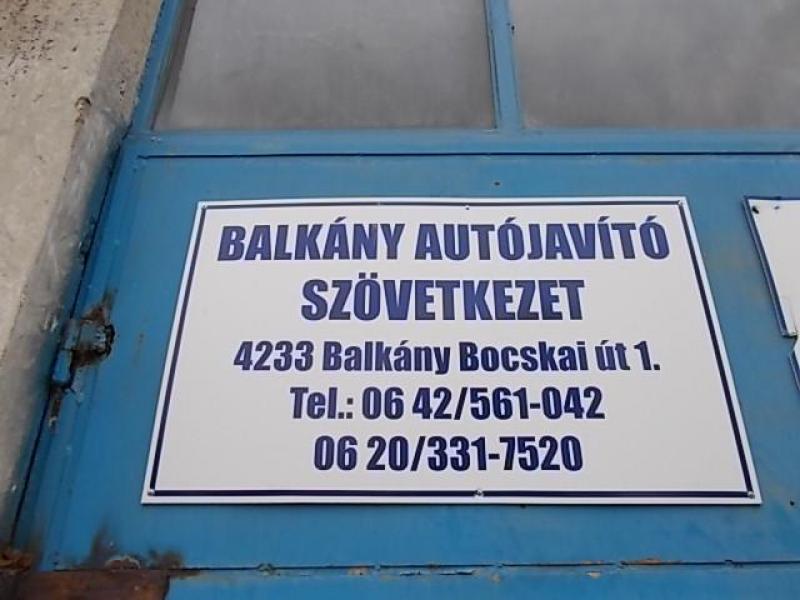 BALKÁNY AUTÓJAVÍTÓ
SZÖVETKEZET
4233 Balkány Bocskai út 1.
Tel.: 06 42/561-042
06 20/331-7520